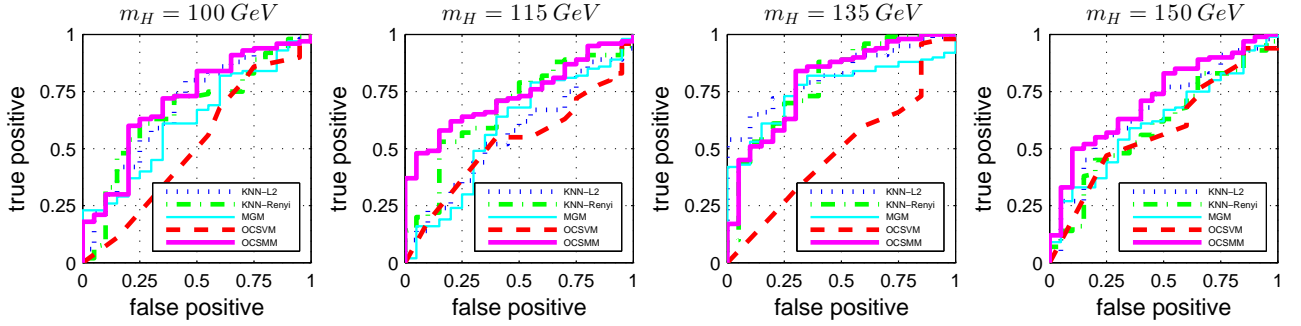 m_H = 100 GeV
true positive
1
0.75
0.5
0.25
0
KNN−L2
KNN−Renyi
MGM
OCSVM
OCSMM
0 0.25 0.5 0.75 1
false positive
m_H = 115 GeV
true positive
1
0.75
0.5
0.25
0
KNN−L2
KNN−Renyi
MGM
OCSVM
OCSMM
0 0.25 0.5 0.75 1
false positive
m_H = 135 GeV
true positive
1
0.75
0.5
0.25
0
KNN−L2
KNN−Renyi
MGM
OCSVM
OCSMM
0 0.25 0.5 0.75 1
false positive
m_H = 150 GeV
true positive
1
0.75
0.5
0.25
0
KNN−L2
KNN−Renyi
MGM
OCSVM
OCSMM
0 0.25 0.5 0.75 1
false positive